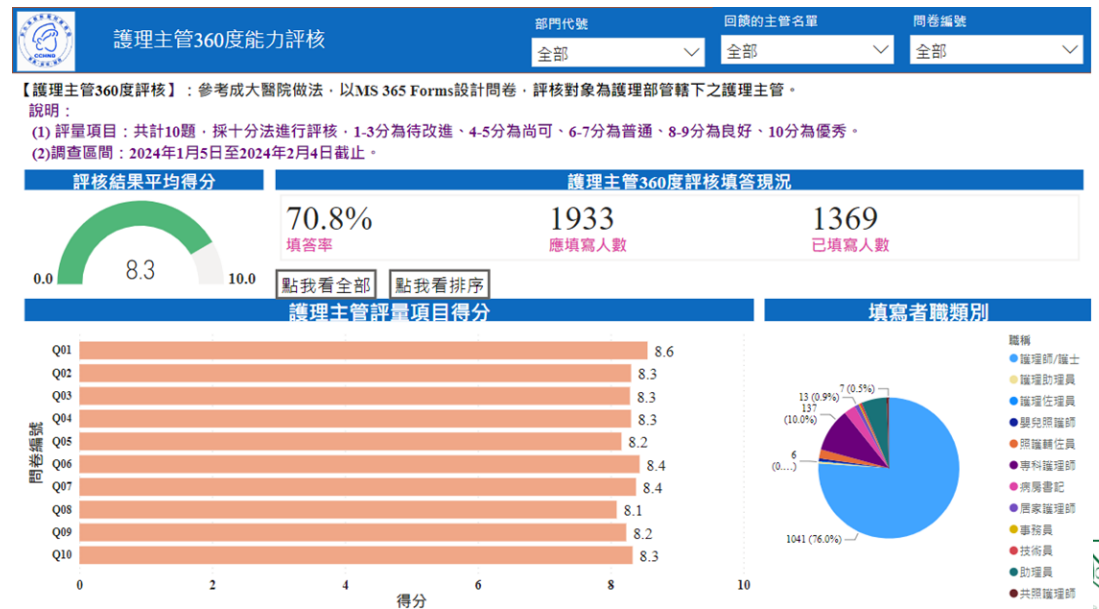 CCHND
護理主管360度能力評核
部門代號
全部
回饋的主管名單
全部
問卷編號
全部
【護理主管360度評核】：參考成大醫院做法，以MS 365 Forms設計問卷，評核對象為護理部管轄下之護理主管。
說明：
(1) 評量項目：共計10題，採十分法進行評核，1-3分為待改進、4-5分為尚可、6-7分為普通、8-9分為良好、10分為優秀。
(2)調查區間：2024年1月5日至2024年2月4日截止。
評核結果平均得分
0.0
8.3
10.0
護理主管360度評核填答現況
70.8%
填答率
1933
應填寫人數
1369
已填寫人數
點我看全部
點我看排序
護理主管評量項目得分
問卷編號
Q01 8.6
Q02 8.3
Q03 8.3
Q04 8.3
Q05 8.2
Q06 8.4
Q07 8.4
Q08 8.1
Q09 8.2
Q10 8.3
0 2 4 6 8 10
得分
填寫者職類別
7 (0.5%)
13 (0.9%)
137
(10.0%)
6
(0....)
1041 (76.0%)
職稱
護理師/護士
護理助理員
護理佐理員
嬰兒照護師
照護輔佐員
專科護理師
病房書記
居家護理師
事務員
技術員
助理員
共照護理師